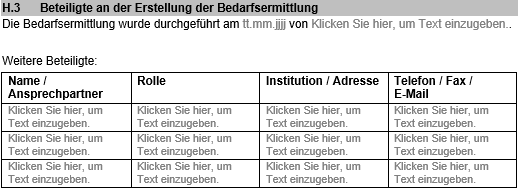 H.3 Beteiligte an der Erstellung der Bedarfsermittlung
Die Bedarfsermittlung wurde durchgeführt am tt.mm.jjjj von Klicken Sie hier, um Text einzugeben..
Weitere Beteiligte:
Name / Ansprechpartner Rolle Institution / Adresse Telefon / Fax / E-Mail
Klicken Sie hier, um Text einzugeben. Klicken Sie hier, um Text einzugeben. Klicken Sie hier, um Text einzugeben. Klicken Sie hier, um Text einzugeben.
Klicken Sie hier, um Text einzugeben. Klicken Sie hier, um Text einzugeben. Klicken Sie hier, um Text einzugeben. Klicken Sie hier, um Text einzugeben.
Klicken Sie hier, um Text einzugeben. Klicken Sie hier, um Text einzugeben. Klicken Sie hier, um Text einzugeben. Klicken Sie hier, um Text einzugeben.